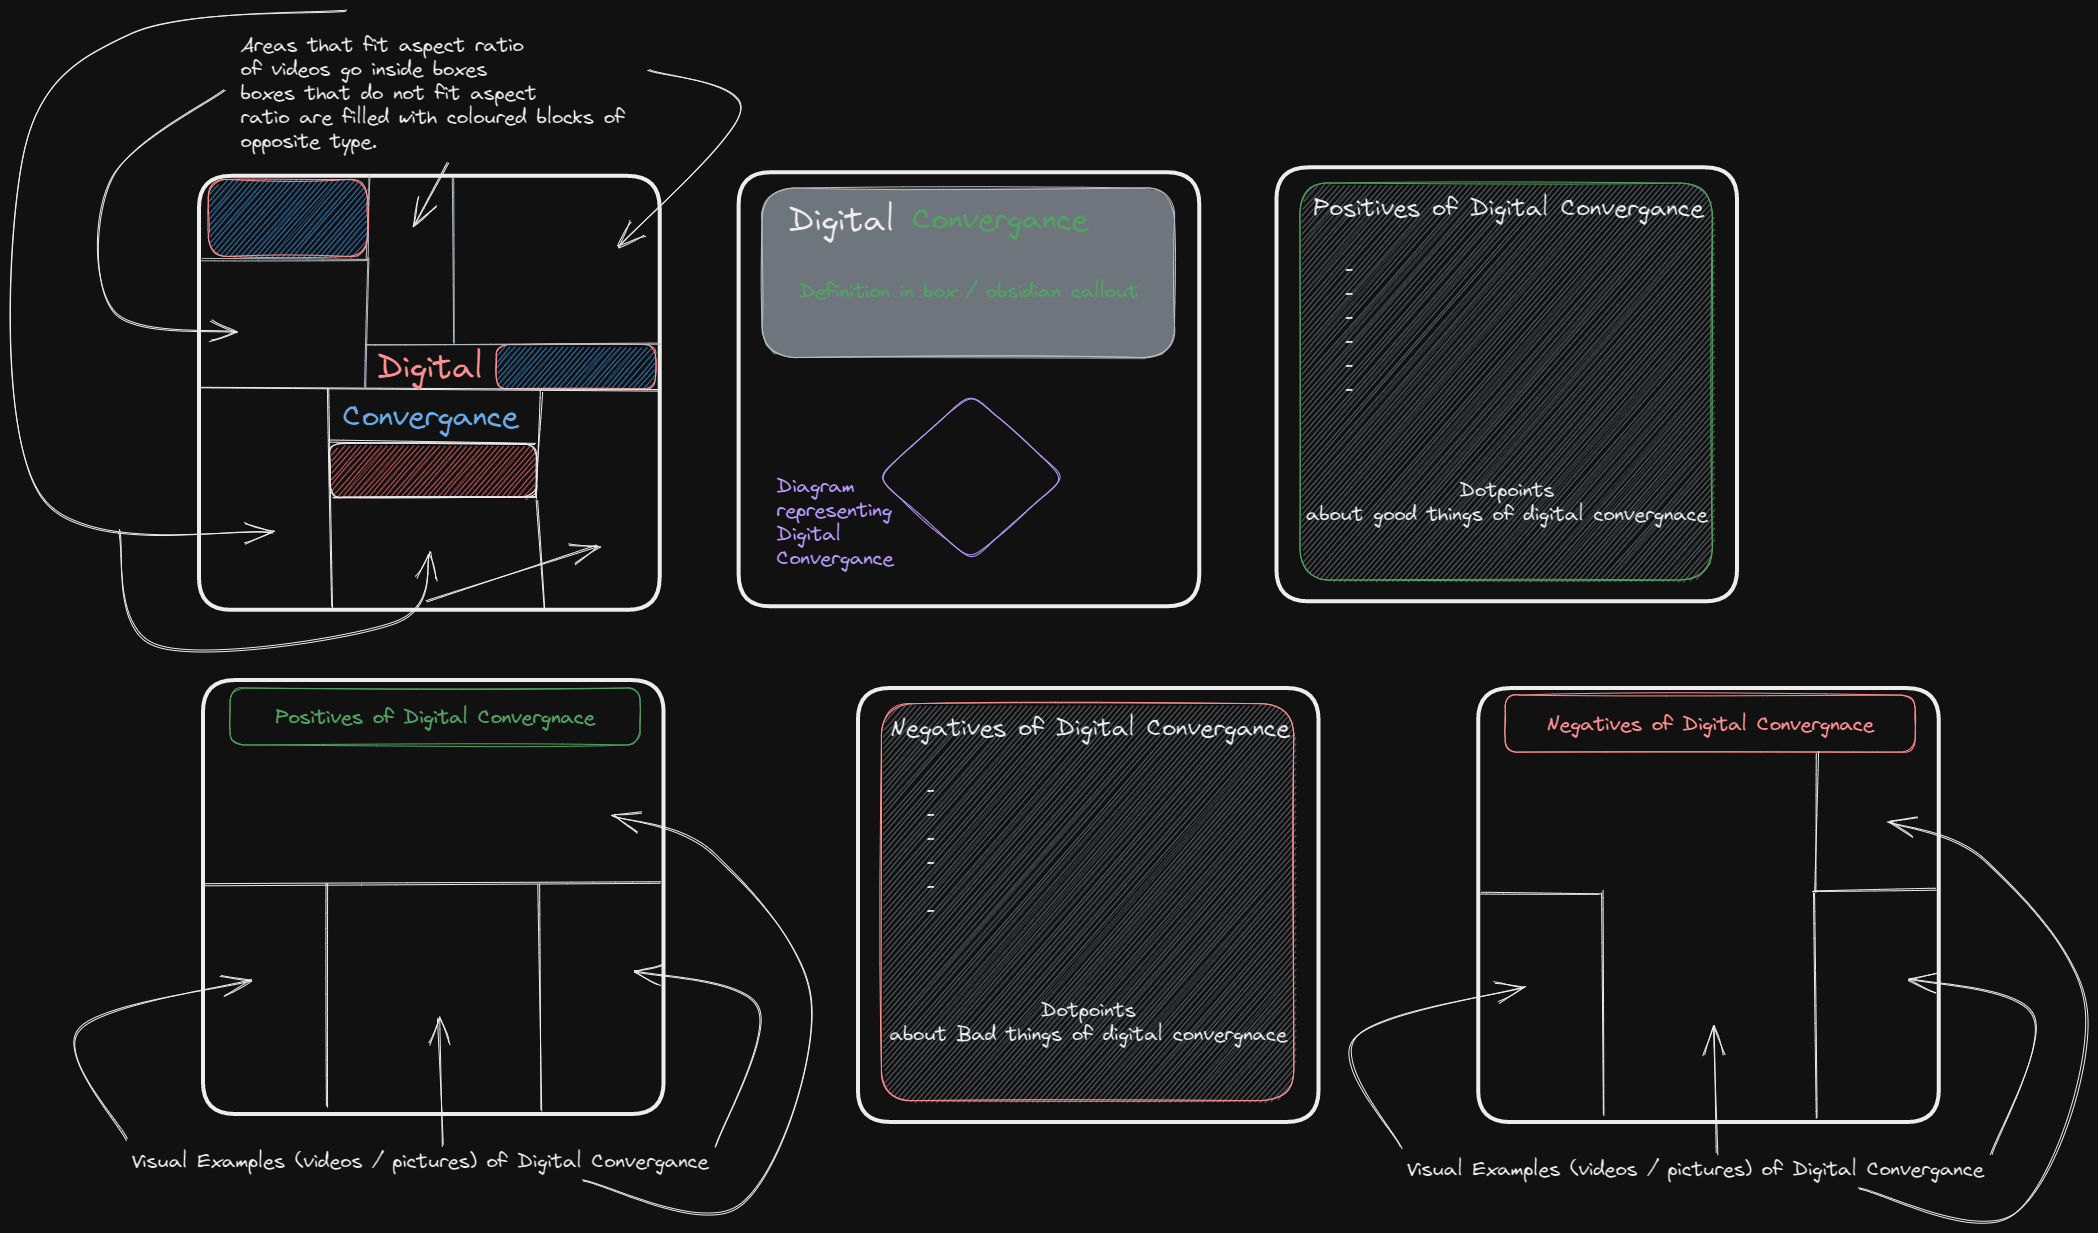 Areas that fit aspect ratio
of videos go inside boxes
boxes that do not fit aspect
ratio are filled with coloured blocks of
opposite type.
Digital
Convergance
Digital Convergance
Definition in box / obsidian callout
Diagram
representing
Digital
Convergance
Positives of Digital Convergance
-
-
-
-
-
-
Dotpoints
about good things of digital convergnace
Positives of Digital Convergnace
Visual Examples (videos / pictures) of Digital Convergance
Negatives of Digital Convergance
-
-
-
-
-
-
Dotpoints
about Bad things of digital convergnace
Negatives of Digital Convergnace
Visual Examples (videos / pictures) of Digital Convergance